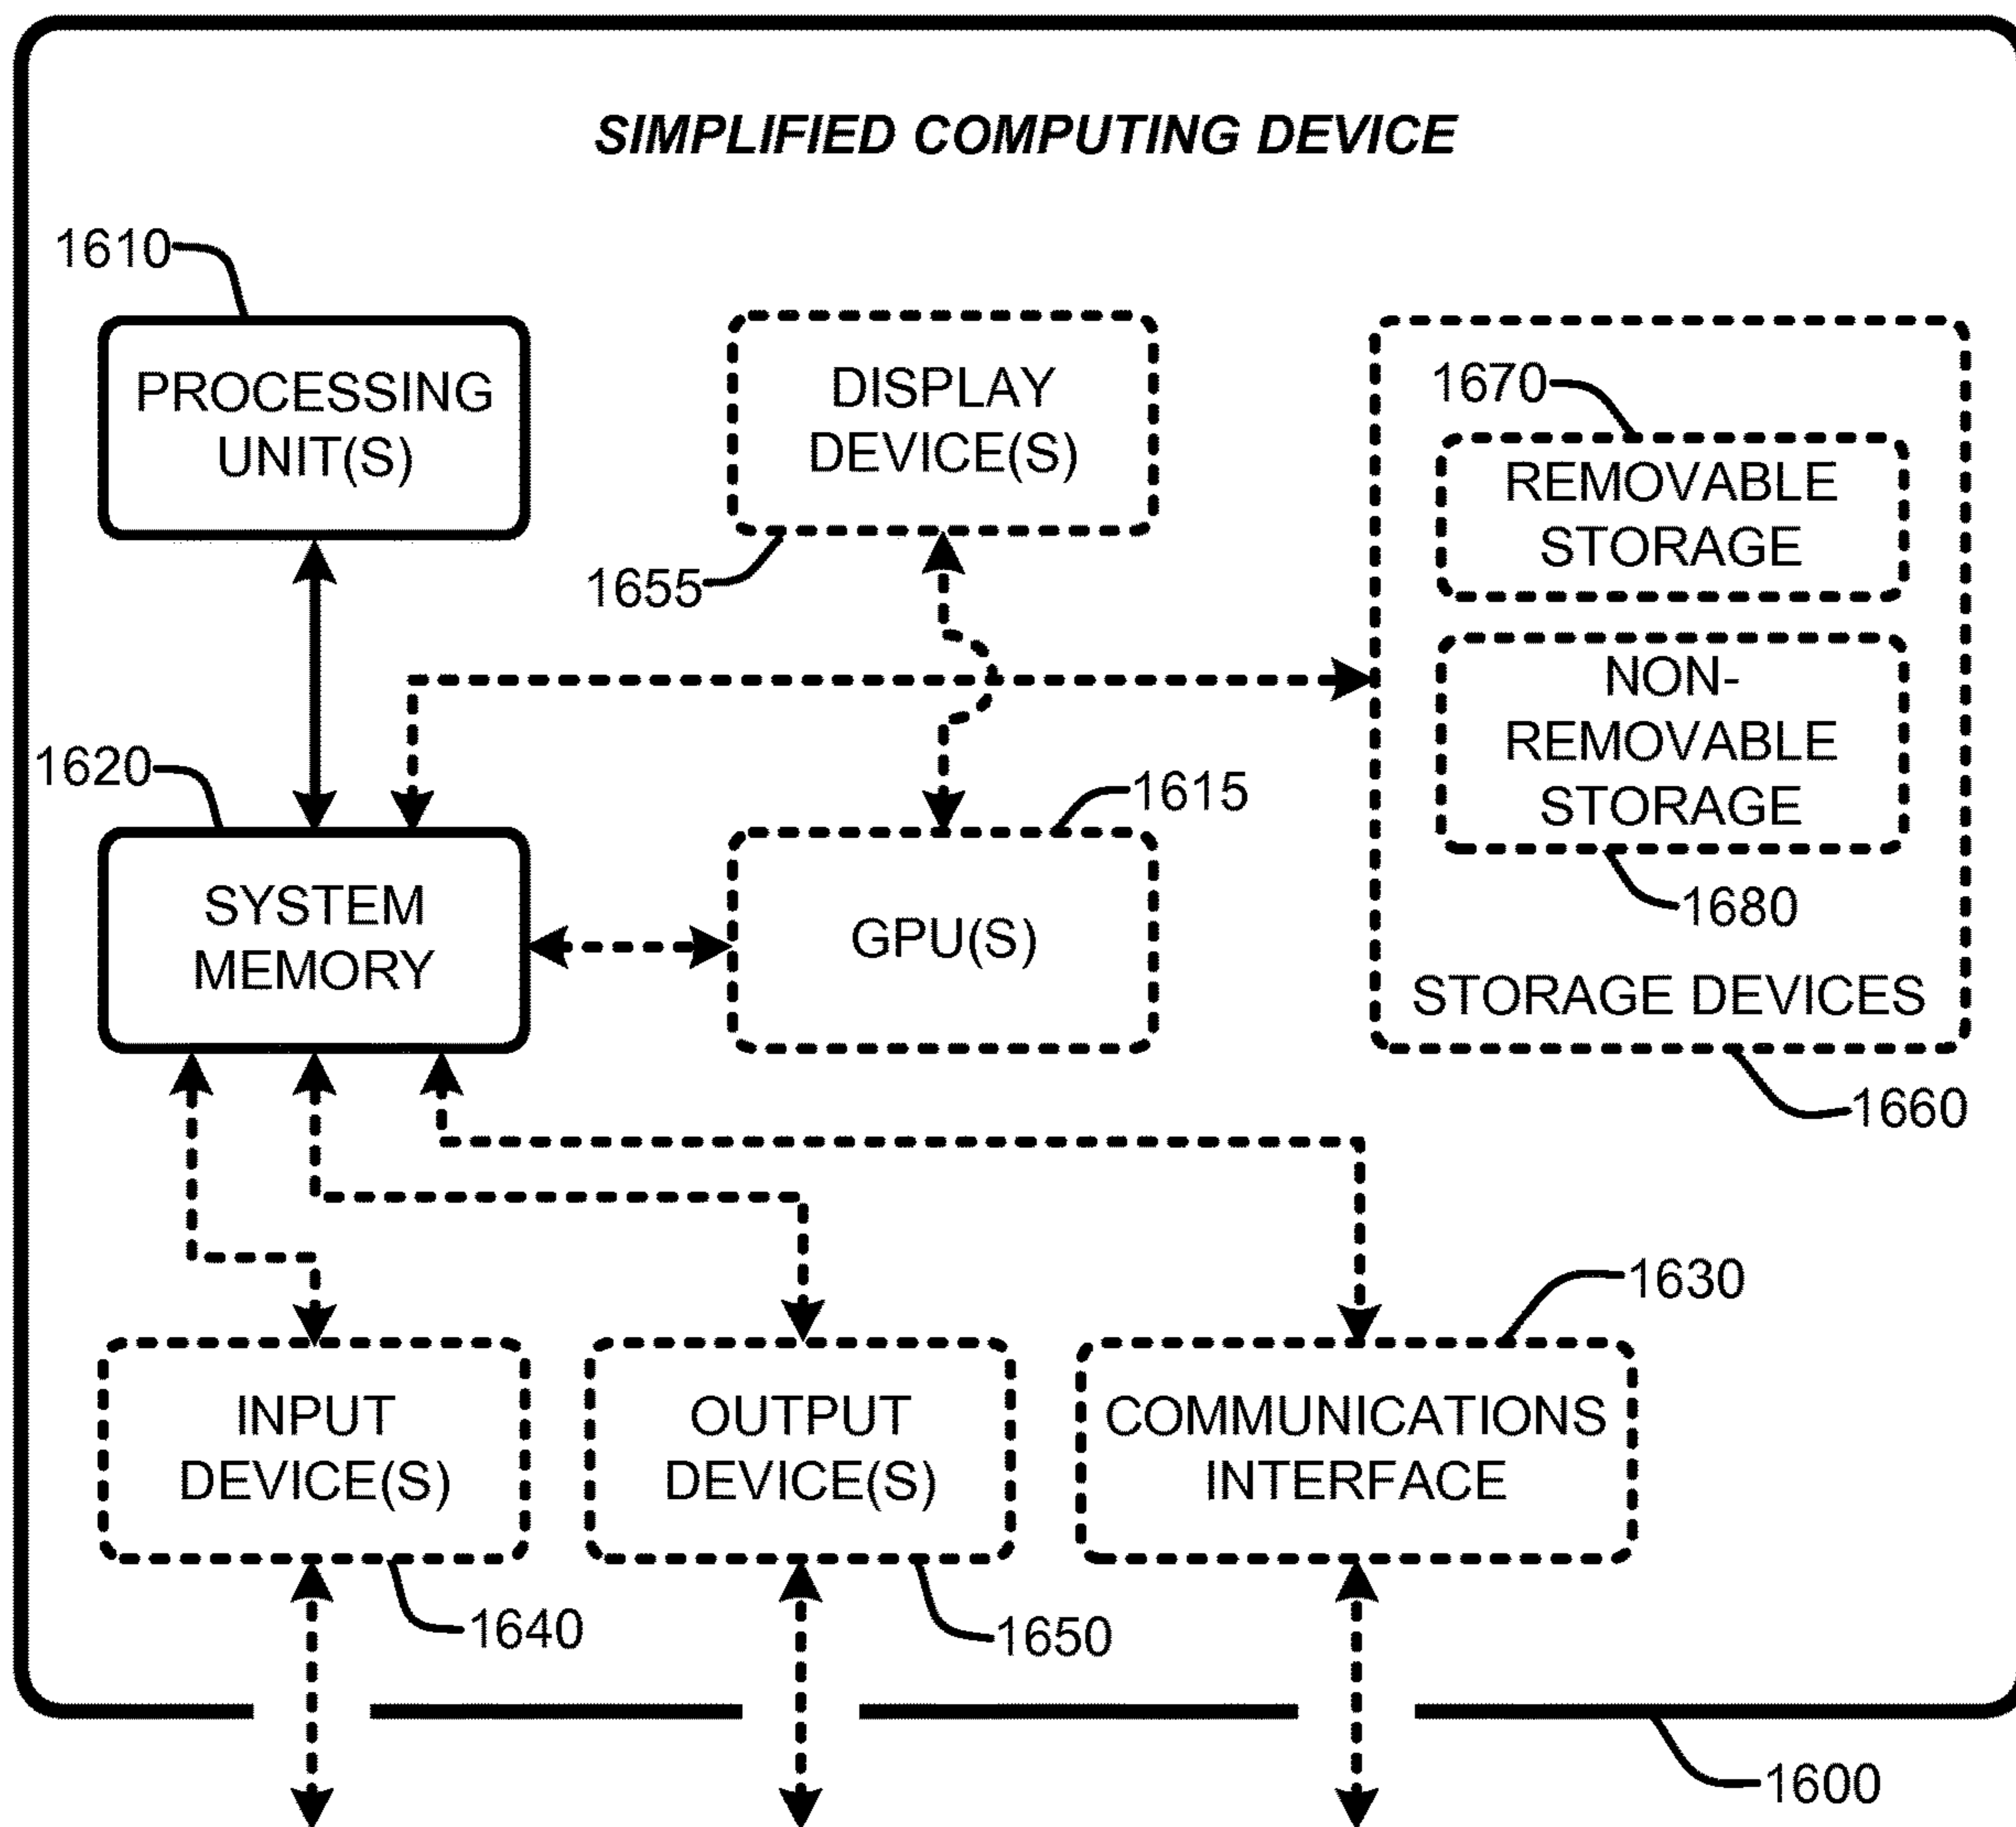 SIMPLIFIED COMPUTING DEVICE
1610
PROCESSING
UNIT(S)
DISPLAY
DEVICE(S)
1655
1670
REMOVABLE
STORAGE
NON-
REMOVABLE
STORAGE
1680
STORAGE DEVICES
1660
1620
SYSTEM
MEMORY
1615
GPU(S)
INPUT
DEVICE(S)
1640
OUTPUT
DEVICE(S)
1650
1630
COMMUNICATIONS
INTERFACE
1600